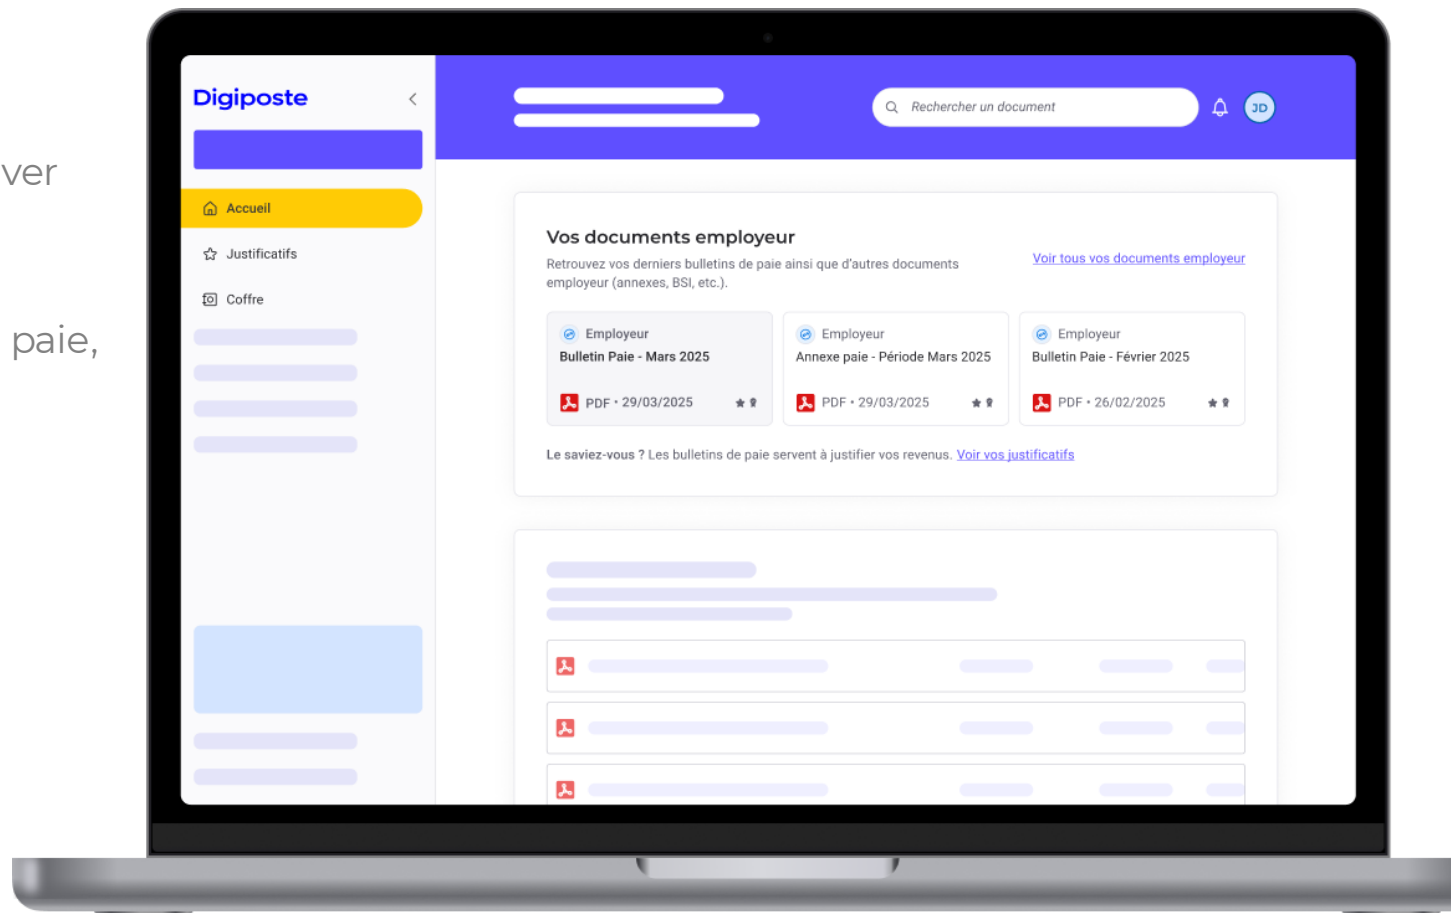 ver
paie,
Digiposte
Accueil
Justificatifs
Coffre
Rechercher un document
JD
Vos documents employeur
Retrouvez vos derniers bulletins de paie ainsi que d'autres documents
employeur (annexes, BSI, etc.).
Voir tous vos documents employeur
Employeur
Bulletin Paie - Mars 2025
PDF • 29/03/2025
Employeur
Annexe paie - Période Mars 2025
PDF • 29/03/2025
Employeur
Bulletin Paie - Février 2025
PDF • 26/02/2025
Le saviez-vous ? Les bulletins de paie servent à justifier vos revenus. Voir vos justificatifs